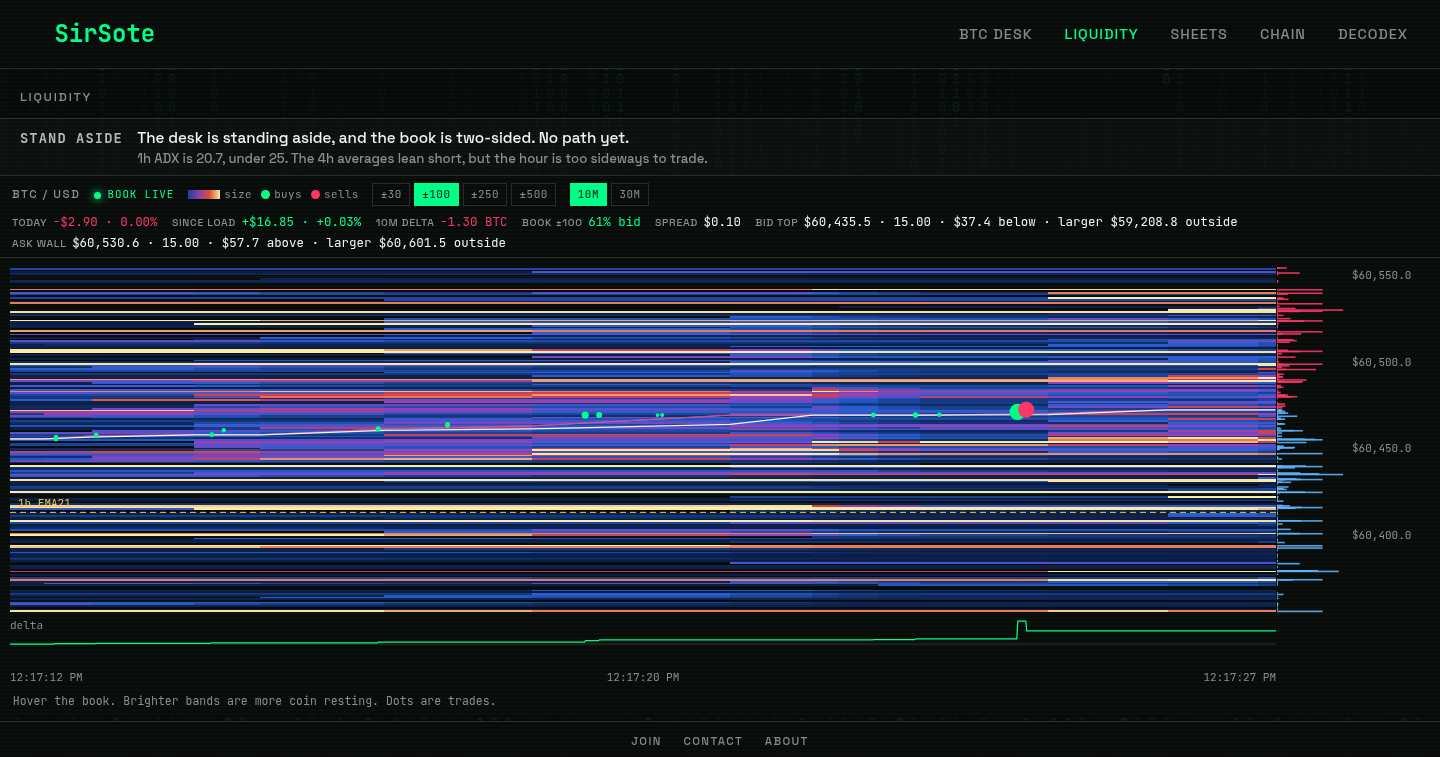 SirSote
BTC DESK LIQUIDITY SHEETS CHAIN DECODEX
LIQUIDITY
STAND ASIDE The desk is standing aside, and the book is two-sided. No path yet.
1h ADX is 20.7, under 25. The 4h averages lean short, but the hour is too sideways to trade.
BTC / USD BOOK LIVE size buys sells ±30 ±100 ±250 ±500 10M 30M
TODAY -$2.90 · 0.00% SINCE LOAD +$16.85 · +0.03% 10M DELTA -1.30 BTC BOOK ±100 61% bid SPREAD $0.10 BID TOP $60,435.5 · 15.00 · $37.4 below · larger $59,208.8 outside
ASK WALL $60,530.6 · 15.00 · $57.7 above · larger $60,601.5 outside
$60,550.0
$60,500.0
$60,450.0
1h EMA21
$60,400.0
delta
12:17:12 PM 12:17:20 PM 12:17:27 PM
Hover the book. Brighter bands are more coin resting. Dots are trades.
JOIN CONTACT ABOUT